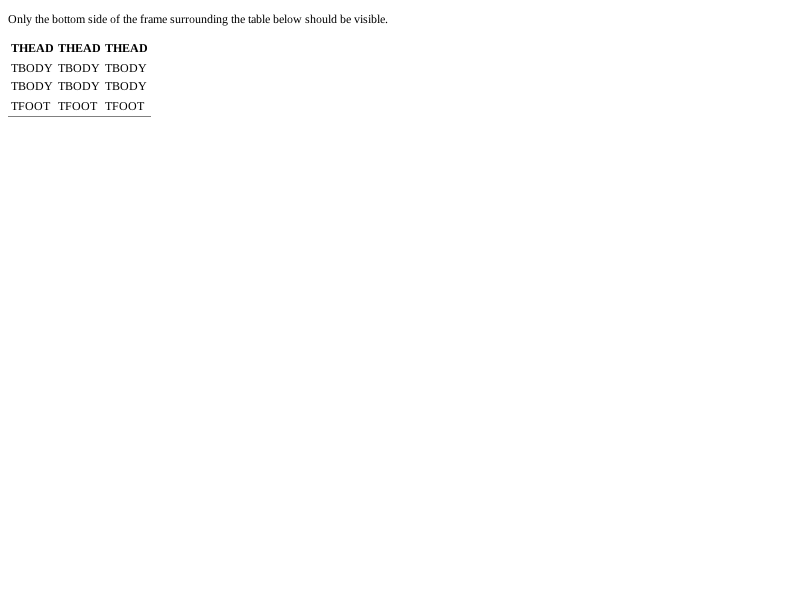 Only the bottom side of the frame surrounding the table below should be visible.
THEAD THEAD THEAD
TBODY TBODY TBODY
TBODY TBODY TBODY
TFOOT TFOOT TFOOT